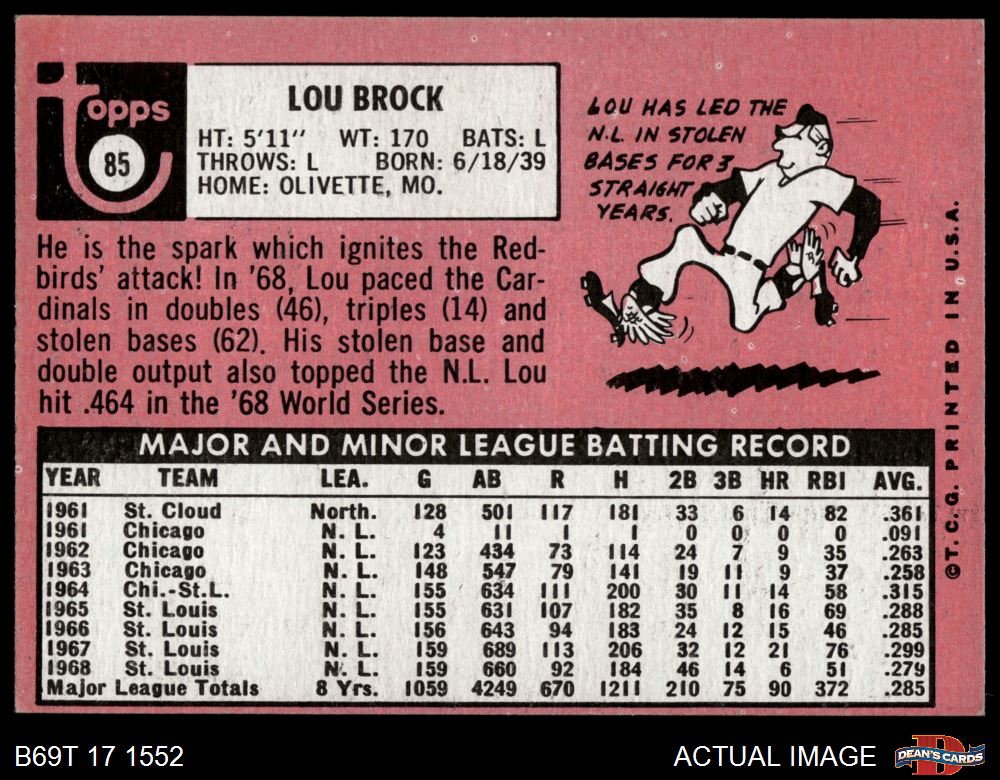 topps
85
LOU BROCK
HT: 5'11" WT: 170 BATS: L
THROWS: L BORN: 6/18/39
HOME: OLIVETTE, MO.
He is the spark which ignites the Red-
birds' attack! In '68, Lou paced the Car-
dinals in doubles (46), triples (14) and
stolen bases (62). His stolen base and
double output also topped the N.L. Lou
hit .464 in the '68 World Series.
LOU HAS LED THE
N.L. IN STOLEN
BASES FOR 3
STRAIGHT
YEARS.
©T.C.G. PRINTED IN U.S.A.
MAJOR AND MINOR LEAGUE BATTING RECORD
YEAR TEAM LEA. G AB R H 2B 3B HR RBI AVG.
1961 St. Cloud North. 128 501 117 181 33 6 14 82 .361
1961 Chicago N. L. 4 11 1 1 0 0 0 0 .091
1962 Chicago N. L. 123 434 73 114 24 7 9 35 .263
1963 Chicago N. L. 148 547 79 141 19 11 9 37 .258
1964 Chi.-St.L. N. L. 155 634 111 200 30 11 14 58 .315
1965 St. Louis N. L. 155 631 107 182 35 8 16 69 .288
1966 St. Louis N. L. 156 643 94 183 24 12 15 46 .285
1967 St. Louis N. L. 159 689 113 206 32 12 21 76 .299
1968 St. Louis N. L. 159 660 92 184 46 14 6 51 .279
Major League Totals 8 Yrs. 1059 4249 670 1211 210 75 90 372 .285
B69T 17 1552
ACTUAL IMAGE
DEAN'S CARDS